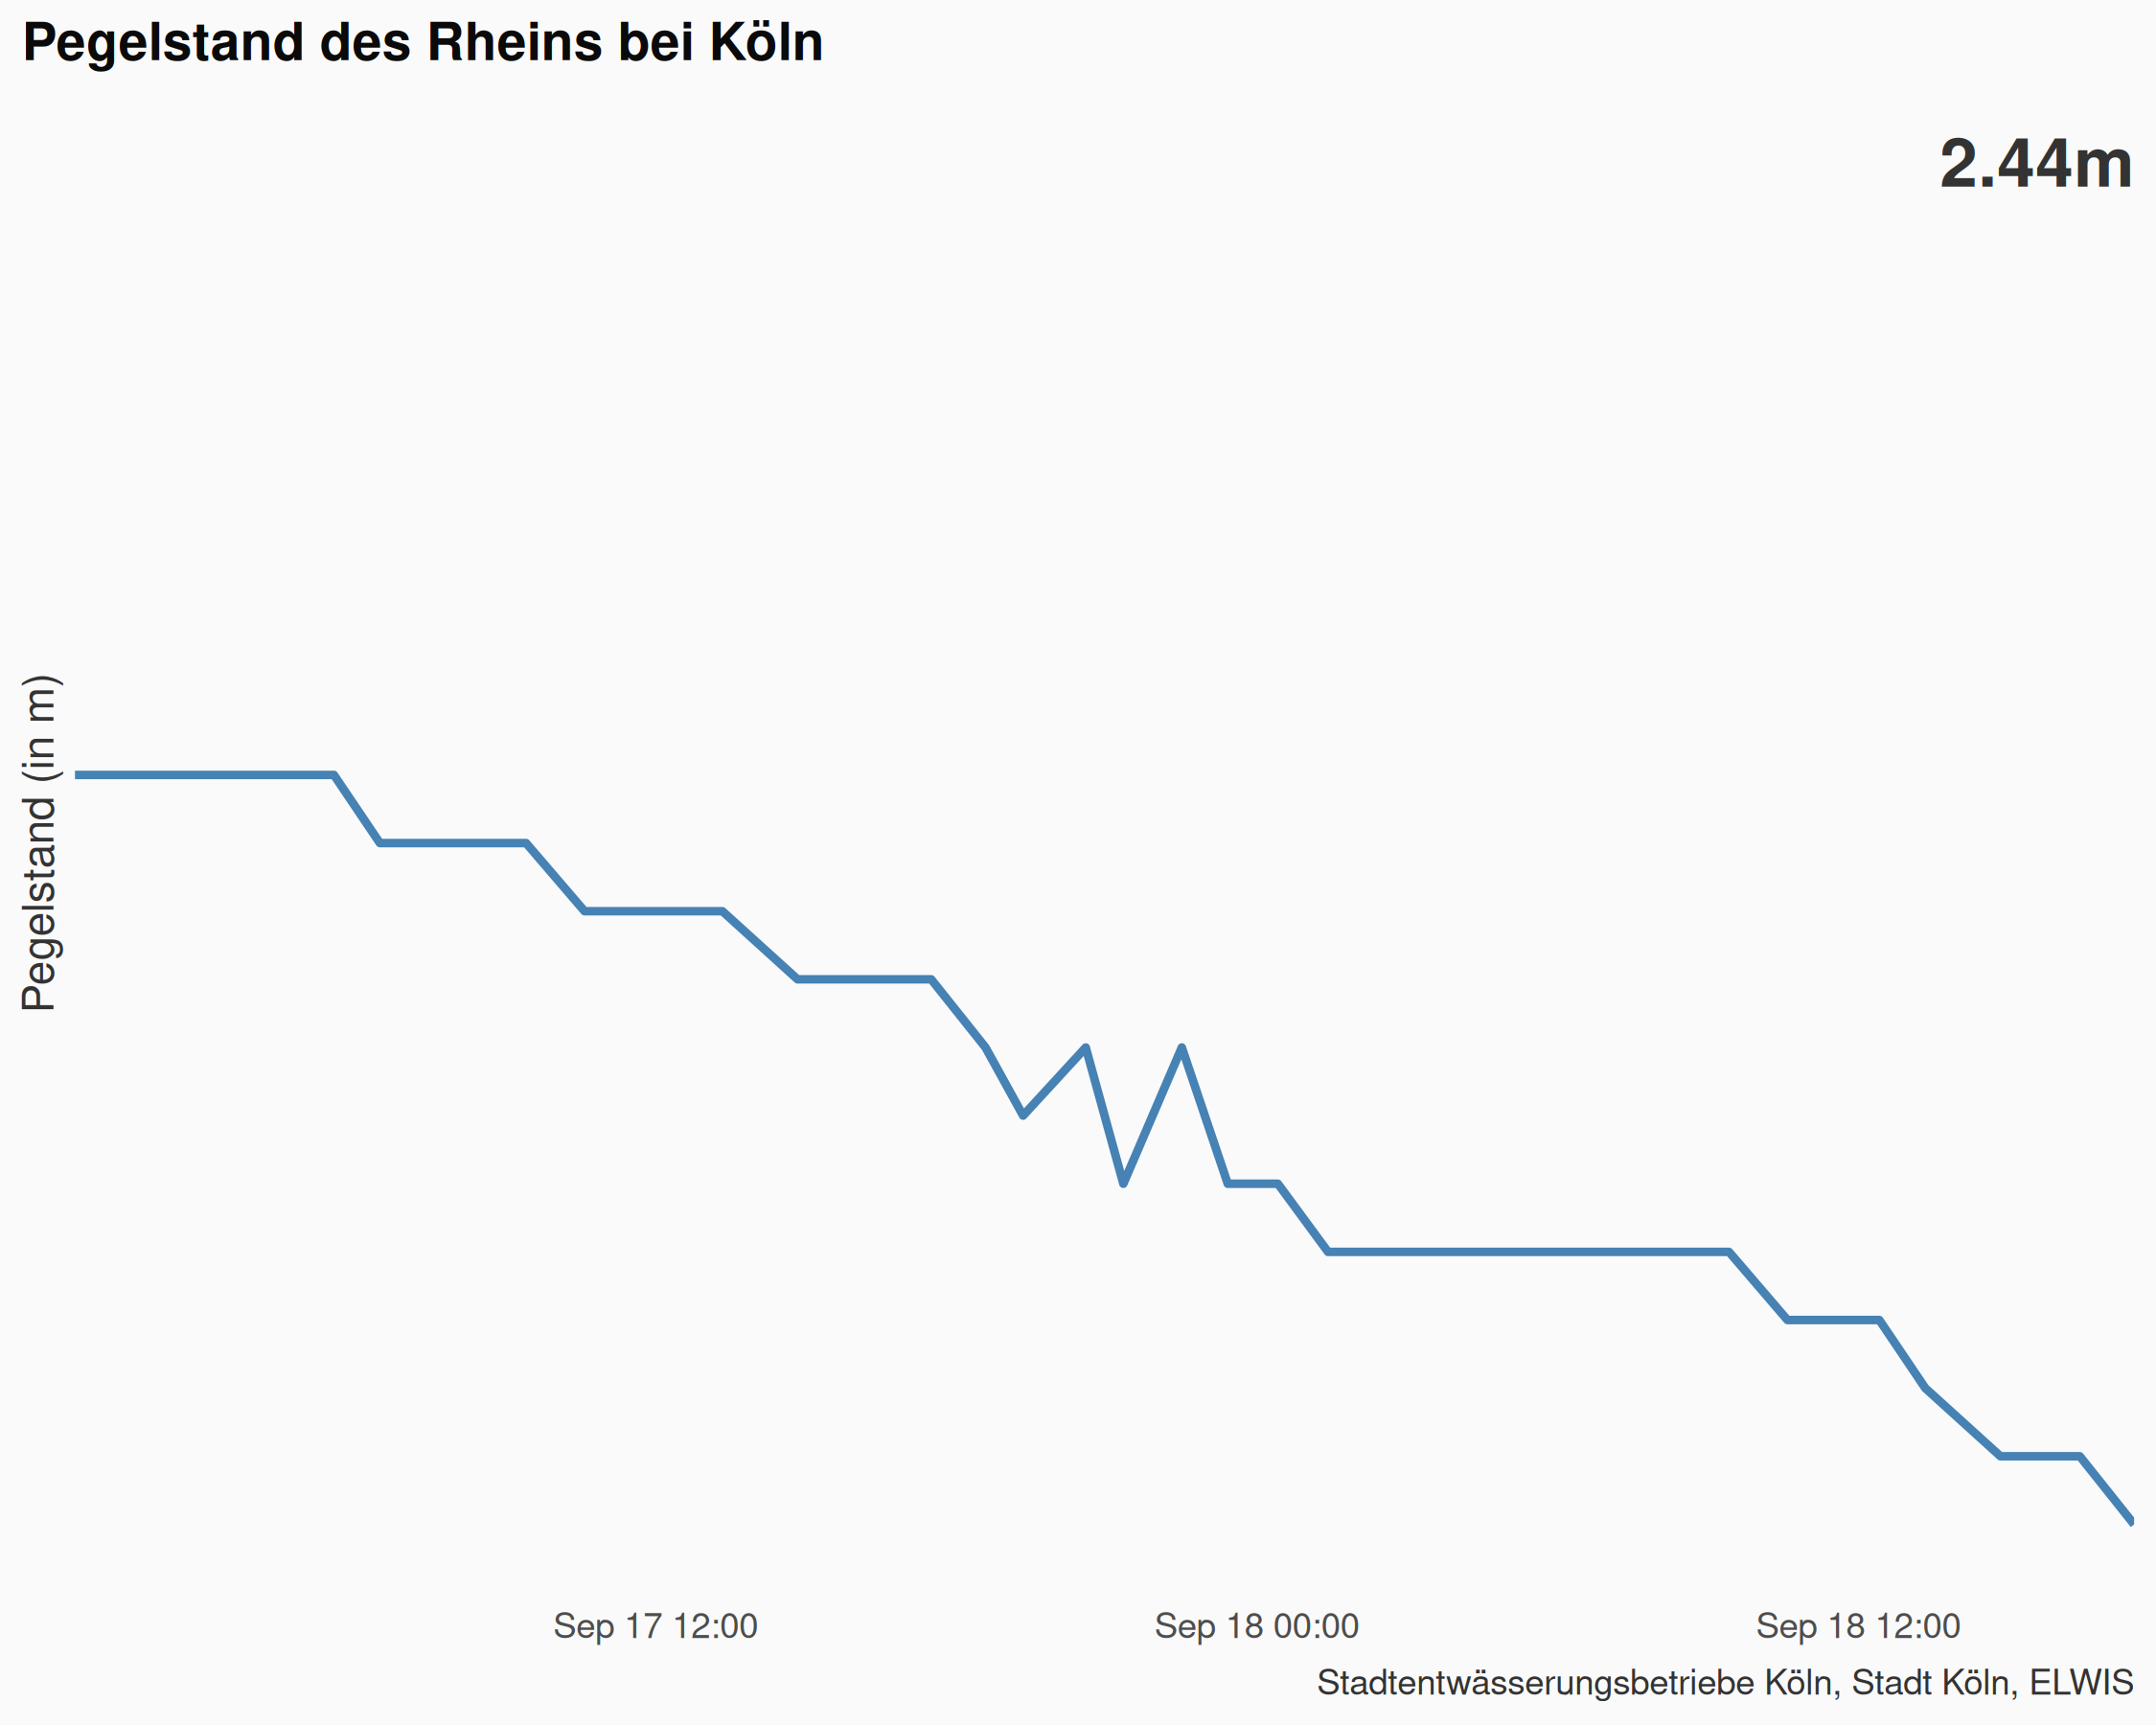 Pegelstand des Rheins bei Köln
2.44m
Pegelstand (in m)
Sep 17 12:00
Sep 18 00:00
Sep 18 12:00
Stadtentwässerungsbetriebe Köln, Stadt Köln, ELWIS